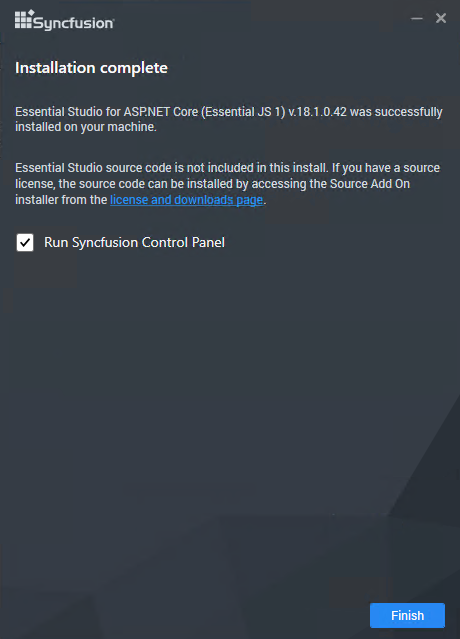 Syncfusion
Installation complete
Essential Studio for ASP.NET Core (Essential JS 1) v.18.1.0.42 was successfully
installed on your machine.
Essential Studio source code is not included in this install. If you have a source
license, the source code can be installed by accessing the Source Add On
installer from the license and downloads page.
Run Syncfusion Control Panel
Finish